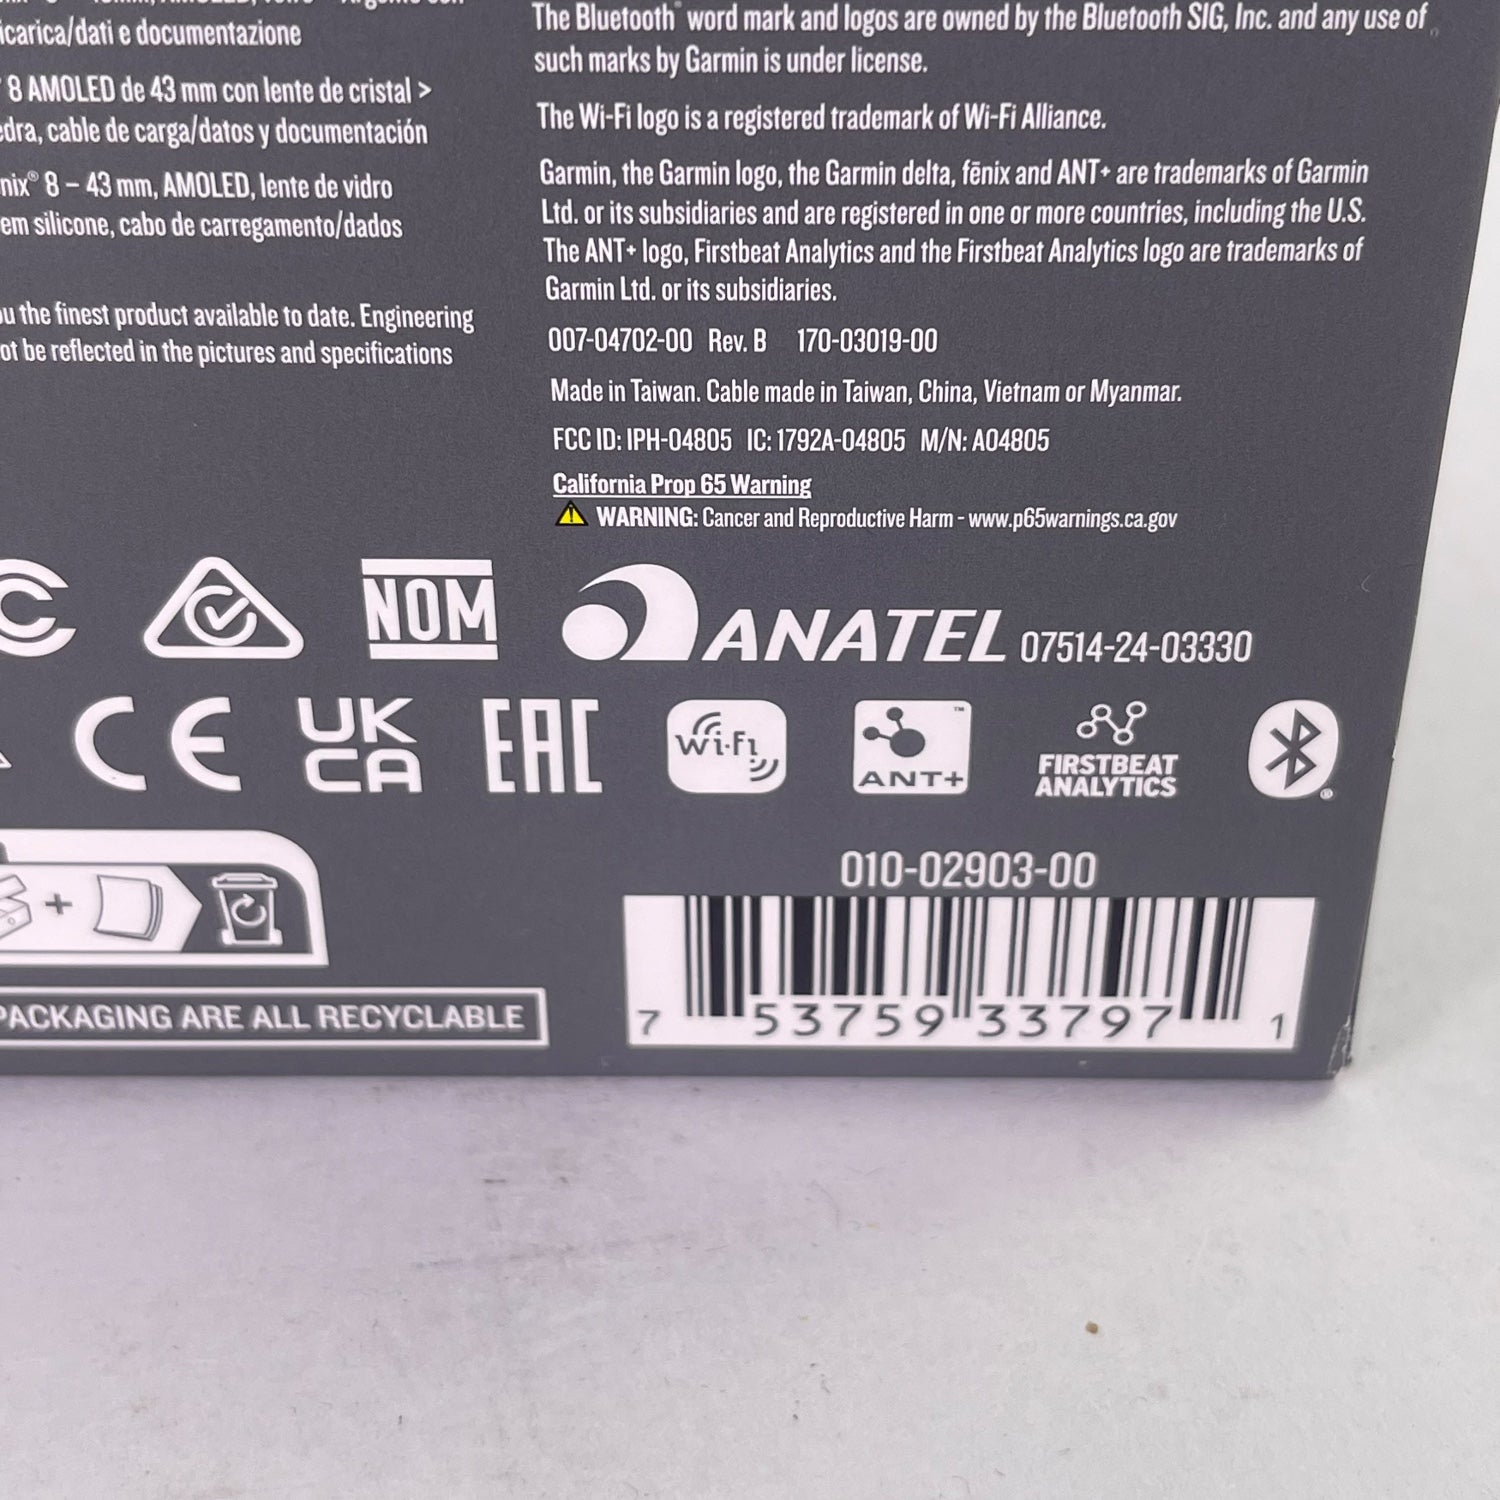 icarica/dati e documentazione
8 AMOLED de 43 mm con lente de cristal >
edra, cable de carga/datos y documentación
nix® 8 – 43 mm, AMOLED, lente de vidro
em silicone, cabo de carregamento/dados
ou the finest product available to date. Engineering
ot be reflected in the pictures and specifications
The Bluetooth® word mark and logos are owned by the Bluetooth SIG, Inc. and any use of
such marks by Garmin is under license.
The Wi-Fi logo is a registered trademark of Wi-Fi Alliance.
Garmin, the Garmin logo, the Garmin delta, fēnix and ANT+ are trademarks of Garmin
Ltd. or its subsidiaries and are registered in one or more countries, including the U.S.
The ANT+ logo, Firstbeat Analytics and the Firstbeat Analytics logo are trademarks of
Garmin Ltd. or its subsidiaries.
007-04702-00 Rev. B 170-03019-00
Made in Taiwan. Cable made in Taiwan, China, Vietnam or Myanmar.
FCC ID: IPH-04805 IC: 1792A-04805 M/N: A04805
California Prop 65 Warning
WARNING: Cancer and Reproductive Harm - www.p65warnings.ca.gov
NOM
ANATEL 07514-24-03330
CE
UK
CA
EAC
Wi-Fi
ANT+™
FIRSTBEAT
ANALYTICS
®
+
PACKAGING ARE ALL RECYCLABLE
010-02903-00
7 53759 33797 1